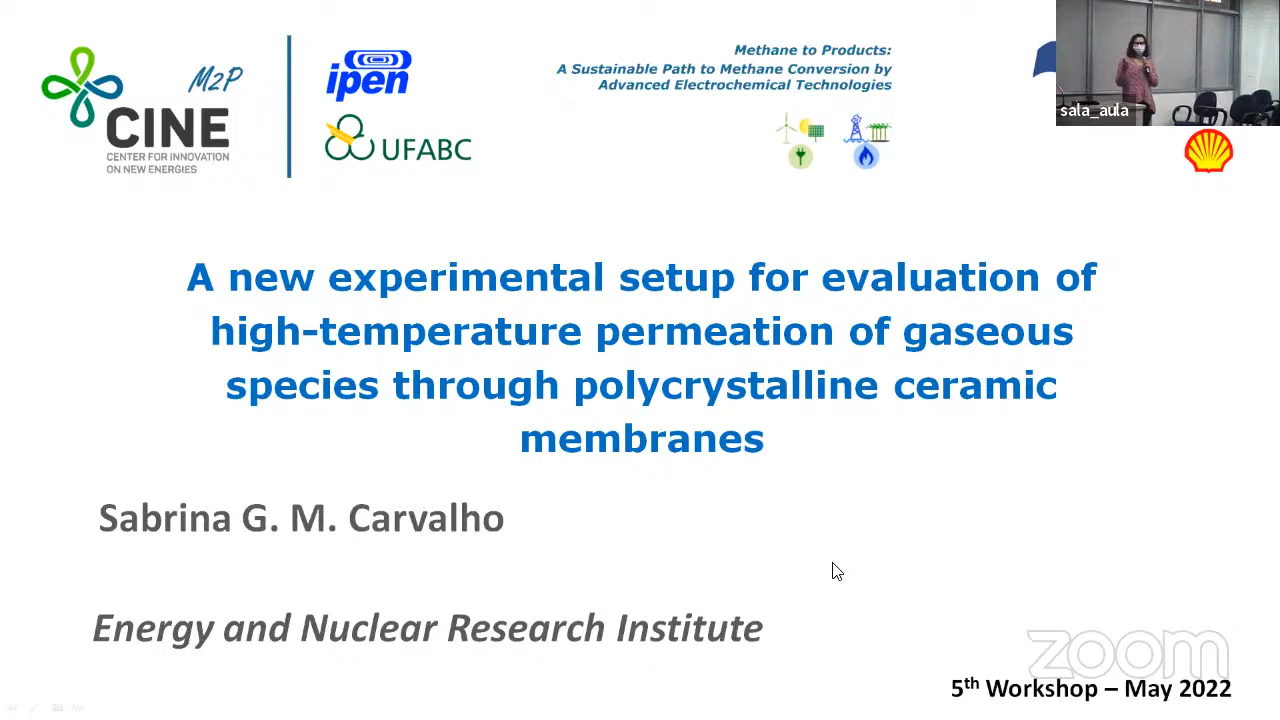 M2P
CINE
CENTER FOR INNOVATION
ON NEW ENERGIES
ipen
UFABC
Methane to Products:
A Sustainable Path to Methane Conversion by
Advanced Electrochemical Technologies
sala_aula
A new experimental setup for evaluation of
high-temperature permeation of gaseous
species through polycrystalline ceramic
membranes
Sabrina G. M. Carvalho
Energy and Nuclear Research Institute
zoom
5th Workshop – May 2022